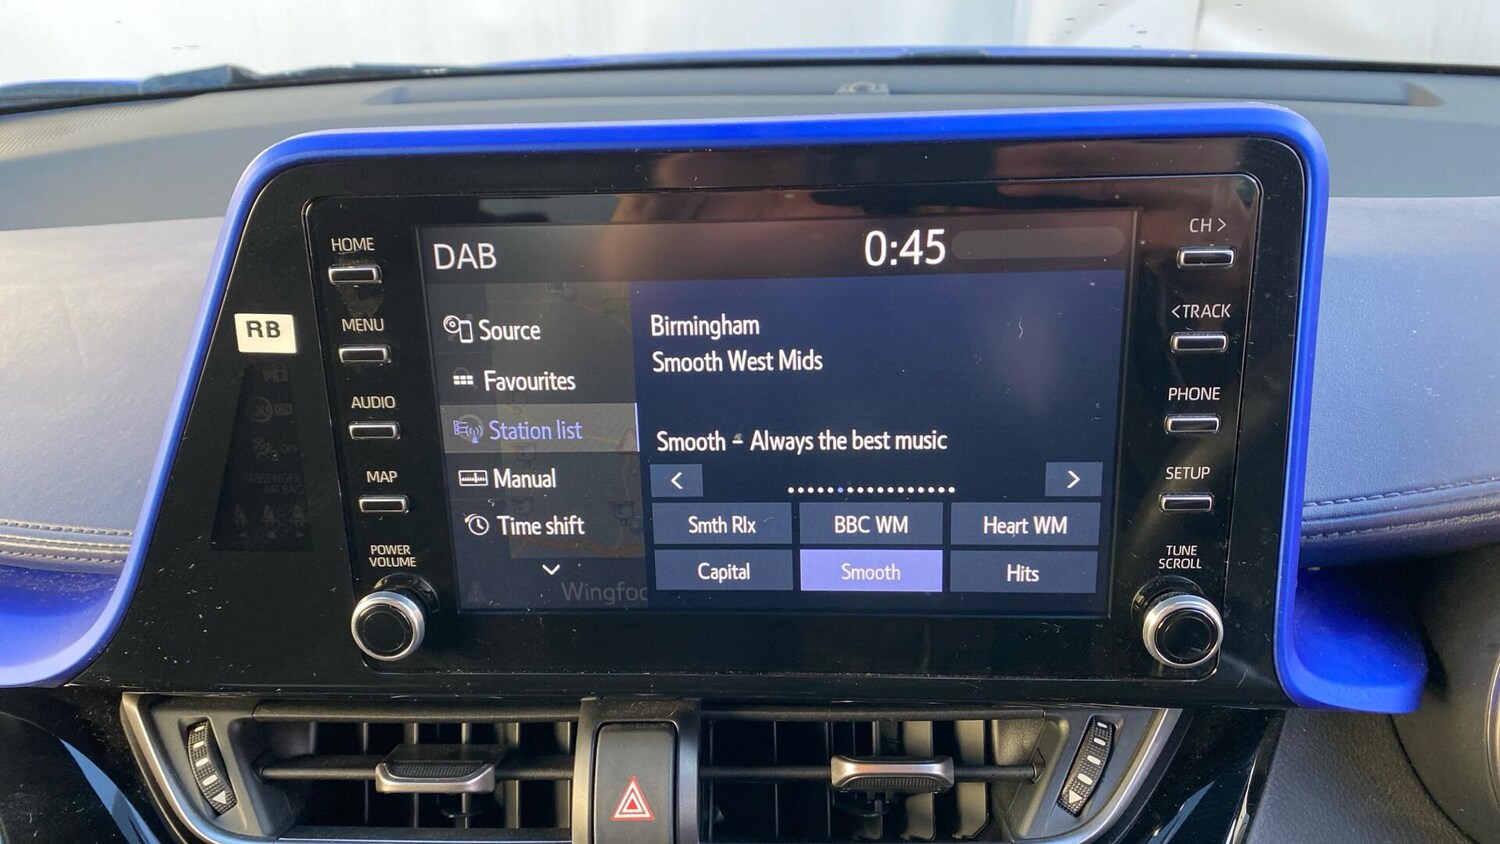 HOME
MENU
AUDIO
MAP
POWER
VOLUME
RB
PASSENGER
AIRBAG
DAB
0:45
Source
Favourites
Station list
Manual
Time shift
Birmingham
Smooth West Mids
Smooth - Always the best music
< >
Smth Rlx BBC WM Heart WM
Capital Smooth Hits
CH >
< TRACK
PHONE
SETUP
TUNE
SCROLL